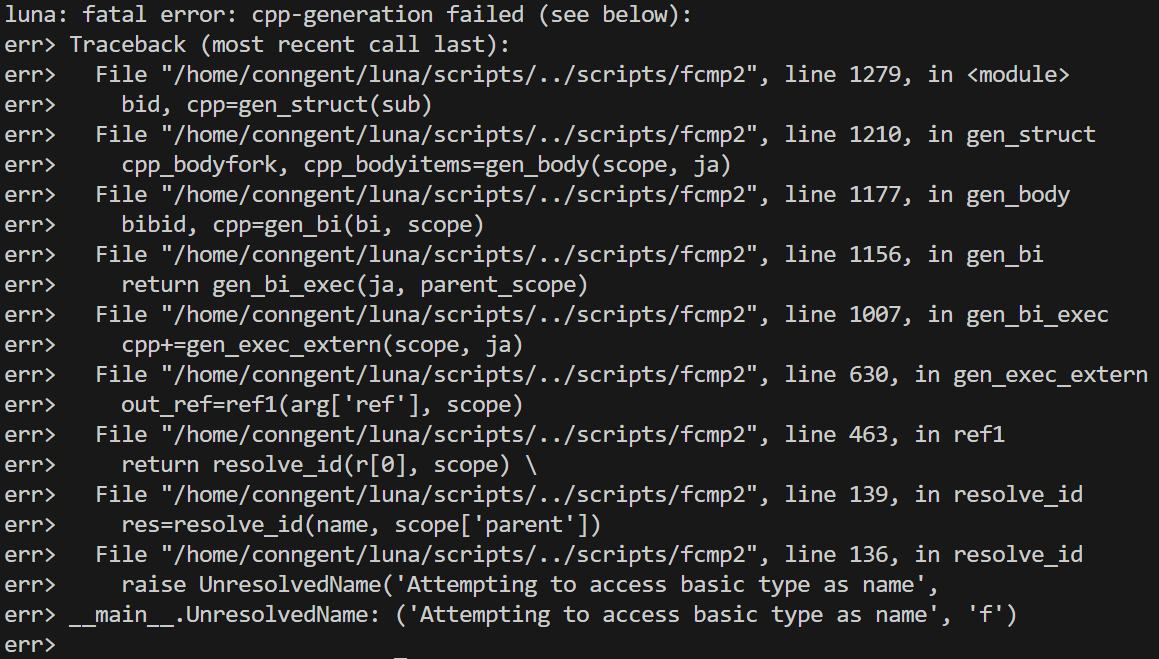 luna: fatal error: cpp-generation failed (see below):
err> Traceback (most recent call last):
err>   File "/home/conngent/luna/scripts/../scripts/fcmp2", line 1279, in <module>
err>     bid, cpp=gen_struct(sub)
err>   File "/home/conngent/luna/scripts/../scripts/fcmp2", line 1210, in gen_struct
err>     cpp_bodyfork, cpp_bodyitems=gen_body(scope, ja)
err>   File "/home/conngent/luna/scripts/../scripts/fcmp2", line 1177, in gen_body
err>     bibid, cpp=gen_bi(bi, scope)
err>   File "/home/conngent/luna/scripts/../scripts/fcmp2", line 1156, in gen_bi
err>     return gen_bi_exec(ja, parent_scope)
err>   File "/home/conngent/luna/scripts/../scripts/fcmp2", line 1007, in gen_bi_exec
err>     cpp+=gen_exec_extern(scope, ja)
err>   File "/home/conngent/luna/scripts/../scripts/fcmp2", line 630, in gen_exec_extern
err>     out_ref=ref1(arg['ref'], scope)
err>   File "/home/conngent/luna/scripts/../scripts/fcmp2", line 463, in ref1
err>     return resolve_id(r[0], scope) \
err>   File "/home/conngent/luna/scripts/../scripts/fcmp2", line 139, in resolve_id
err>     res=resolve_id(name, scope['parent'])
err>   File "/home/conngent/luna/scripts/../scripts/fcmp2", line 136, in resolve_id
err>     raise UnresolvedName('Attempting to access basic type as name',
err> __main__.UnresolvedName: ('Attempting to access basic type as name', 'f')
err>